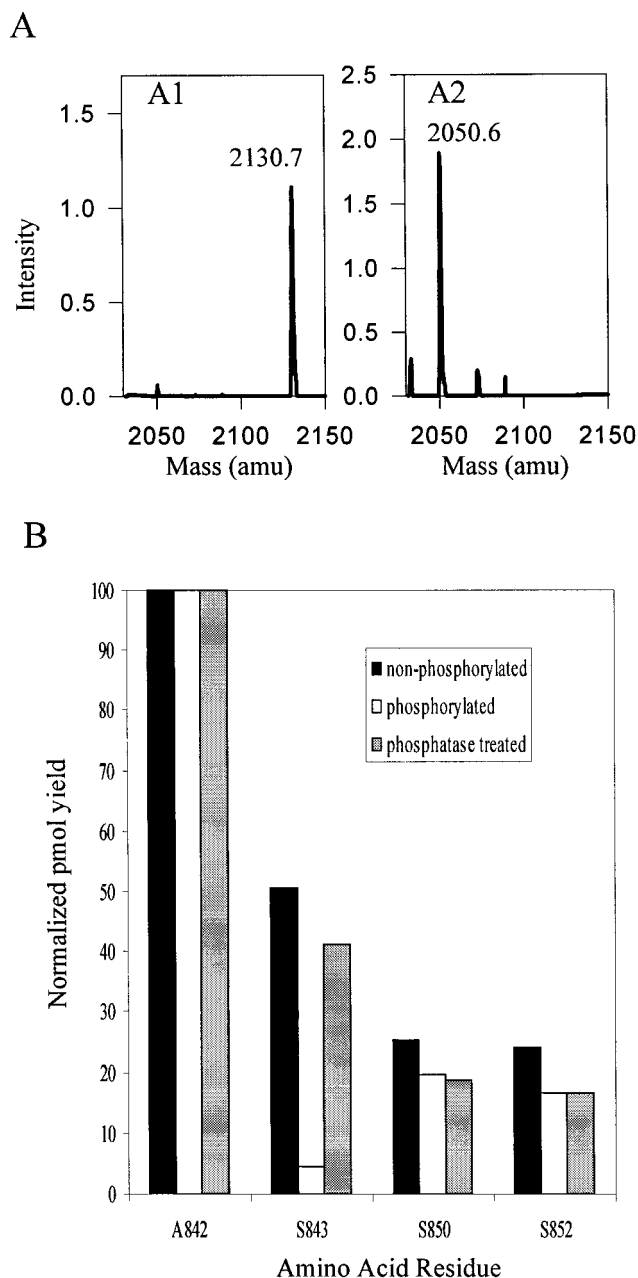 A
A1
2130.7
1.5
1.0
0.5
0.0
Intensity
2050 2100 2150
Mass (amu)
A2
2050.6
2.5
2.0
1.5
1.0
0.5
0.0
2050 2100 2150
Mass (amu)
B
100
90
80
70
60
50
40
30
20
10
0
Normalized pmol yield
non-phosphorylated
phosphorylated
phosphatase treated
A842 S843 S850 S852
Amino Acid Residue